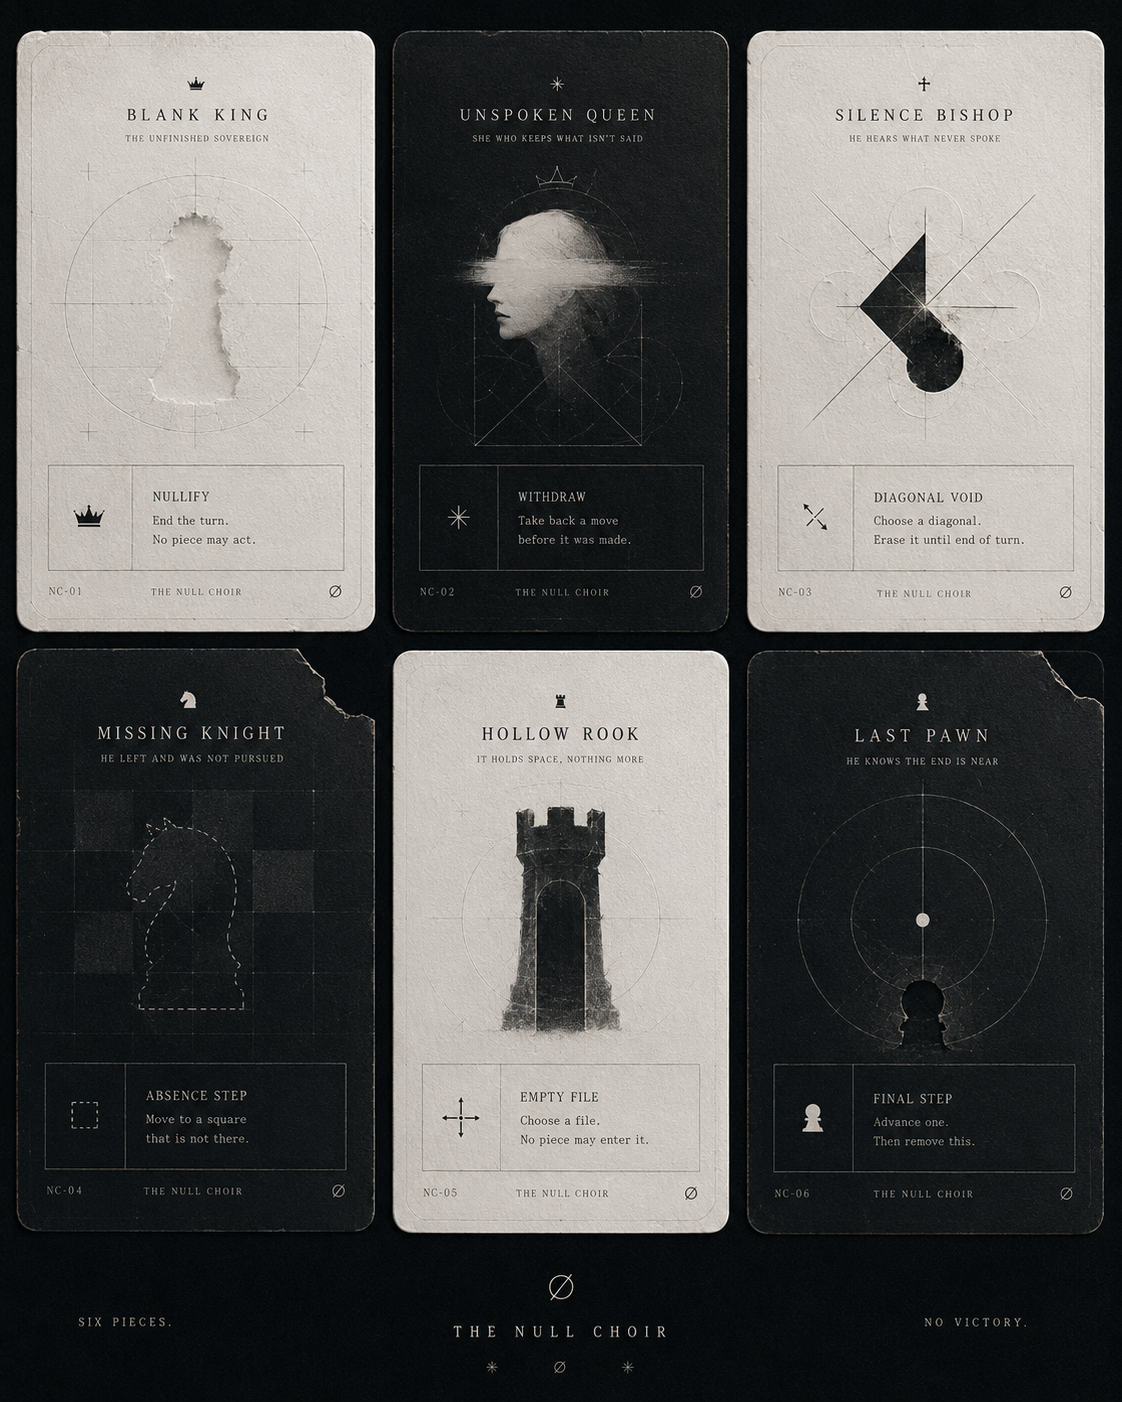 BLANK KING
THE UNFINISHED SOVEREIGN
NULLIFY
End the turn.
No piece may act.
NC-01
THE NULL CHOIR
Ø
UNSPOKEN QUEEN
SHE WHO KEEPS WHAT ISN'T SAID
WITHDRAW
Take back a move
before it was made.
NC-02
THE NULL CHOIR
Ø
SILENCE BISHOP
HE HEARS WHAT NEVER SPOKE
DIAGONAL VOID
Choose a diagonal.
Erase it until end of turn.
NC-03
THE NULL CHOIR
Ø
MISSING KNIGHT
HE LEFT AND WAS NOT PURSUED
ABSENCE STEP
Move to a square
that is not there.
NC-04
THE NULL CHOIR
Ø
HOLLOW ROOK
IT HOLDS SPACE, NOTHING MORE
EMPTY FILE
Choose a file.
No piece may enter it.
NC-05
THE NULL CHOIR
Ø
LAST PAWN
HE KNOWS THE END IS NEAR
FINAL STEP
Advance one.
Then remove this.
NC-06
THE NULL CHOIR
Ø
Ø
SIX PIECES.
THE NULL CHOIR
NO VICTORY.
Ø